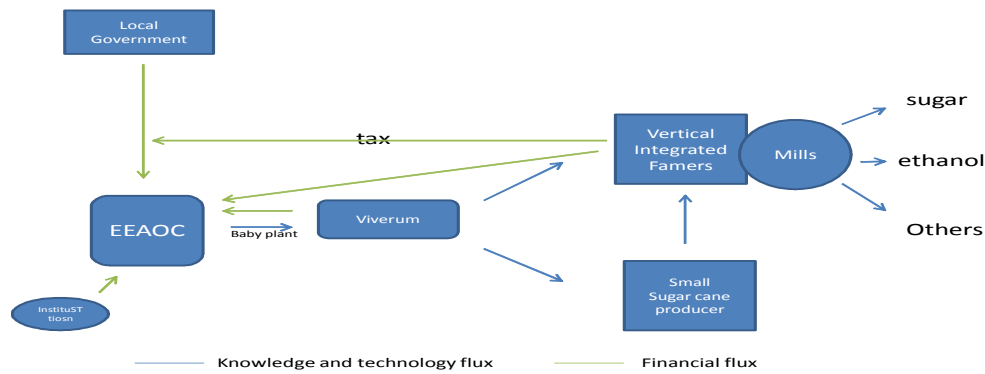 Local
Government
sugar
tax
Vertical
Integrated
Famers
Mills
ethanol
EEAOC
Viverum
Baby plant
Others
Small
Sugar cane
producer
InstituST
tiosn
Knowledge and technology flux
Financial flux